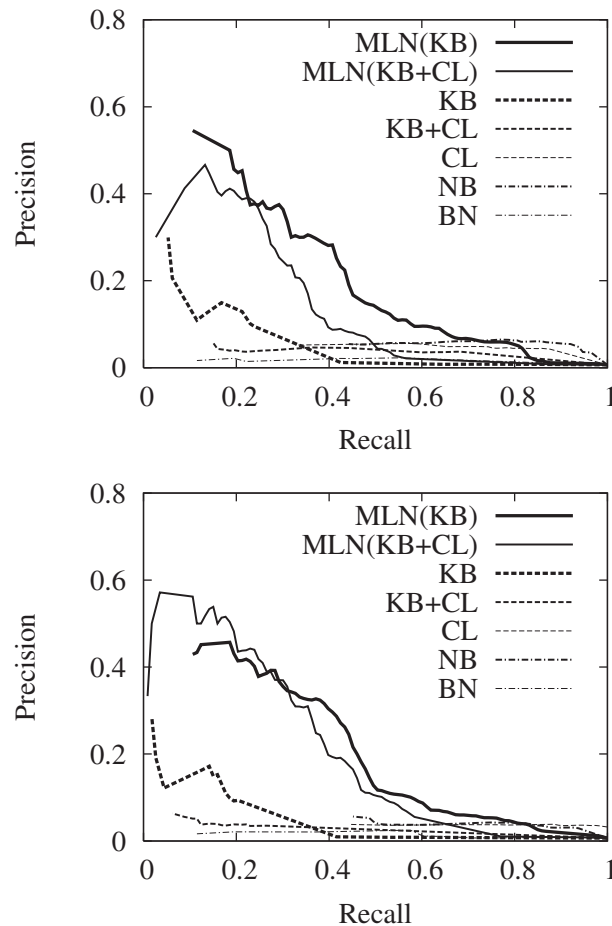 0.8
MLN(KB)
MLN(KB+CL)
0.6
KB
KB+CL
CL
0.4
NB
BN
Precision
0.2
0
0 0.2 0.4 0.6 0.8 1
Recall
0.8
MLN(KB)
MLN(KB+CL)
0.6
KB
KB+CL
CL
0.4
NB
BN
Precision
0.2
0
0 0.2 0.4 0.6 0.8 1
Recall